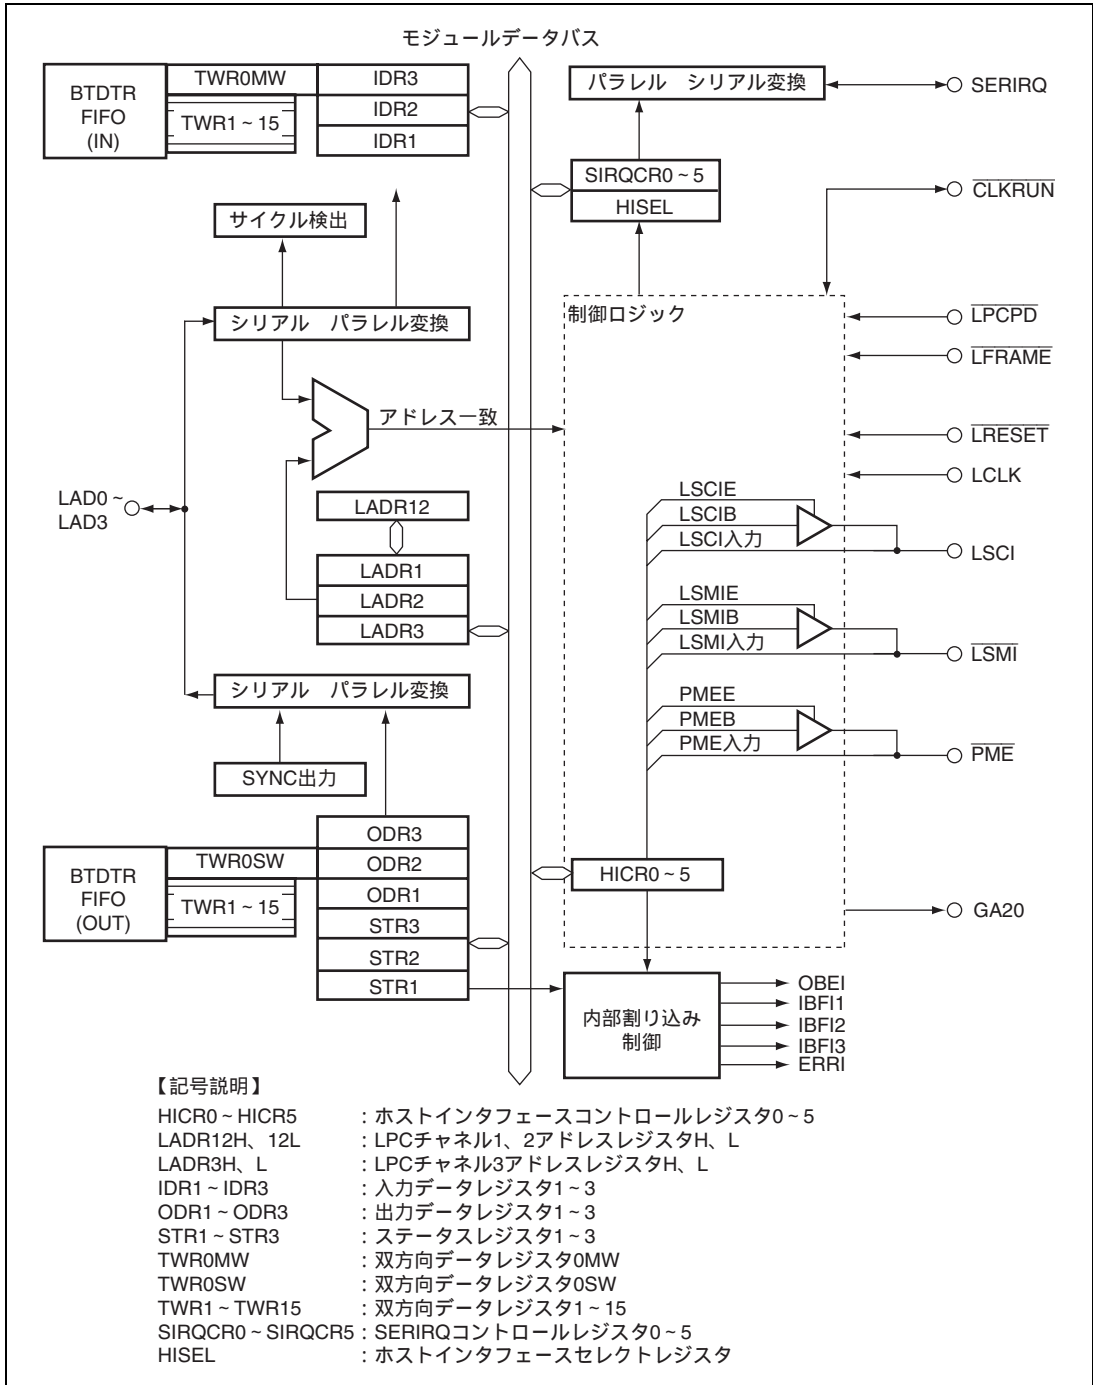 モジュールデータバス
BTDTR
FIFO
(IN)
TWR0MW
TWR1~15
IDR3
IDR2
IDR1
パラレル　シリアル変換
SERIRQ
SIRQCR0~5
HISEL
CLKRUN
サイクル検出
シリアル　パラレル変換
制御ロジック
LPCPD
LFRAME
アドレス一致
LRESET
LCLK
LAD0~
LAD3
LADR12
LADR1
LADR2
LADR3
LSCIE
LSCIB
LSCI入力
LSCI
LSMIE
LSMIB
LSMI入力
LSMI
シリアル　パラレル変換
SYNC出力
PMEE
PMEB
PME入力
PME
BTDTR
FIFO
(OUT)
TWR0SW
TWR1~15
ODR3
ODR2
ODR1
STR3
STR2
STR1
HICR0~5
GA20
内部割り込み
制御
OBEI
IBFI1
IBFI2
IBFI3
ERRI
【記号説明】
HICR0~HICR5　：ホストインタフェースコントロールレジスタ0~5
LADR12H、12L　：LPCチャネル1、2アドレスレジスタH、L
LADR3H、L　：LPCチャネル3アドレスレジスタH、L
IDR1~IDR3　：入力データレジスタ1~3
ODR1~ODR3　：出力データレジスタ1~3
STR1~STR3　：ステータスレジスタ1~3
TWR0MW　：双方向データレジスタ0MW
TWR0SW　：双方向データレジスタ0SW
TWR1~TWR15　：双方向データレジスタ1~15
SIRQCR0~SIRQCR5：SERIRQコントロールレジスタ0~5
HISEL　：ホストインタフェースセレクトレジスタ